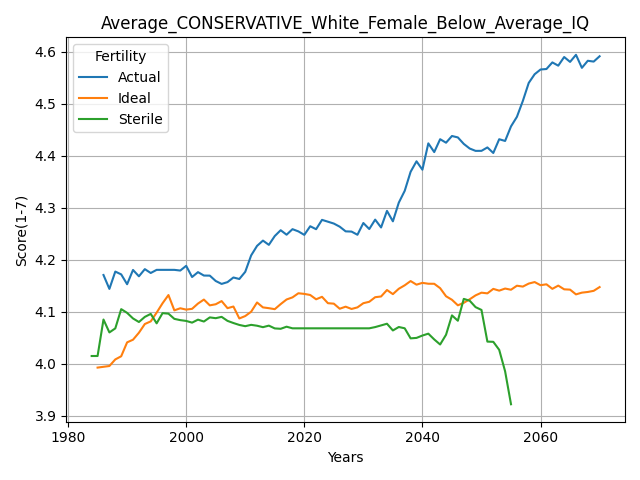 Average_CONSERVATIVE_White_Female_Below_Average_IQ
Fertility
Actual
Ideal
Sterile
Score(1-7)
4.6
4.5
4.4
4.3
4.2
4.1
4.0
3.9
1980
2000
2020
2040
2060
Years